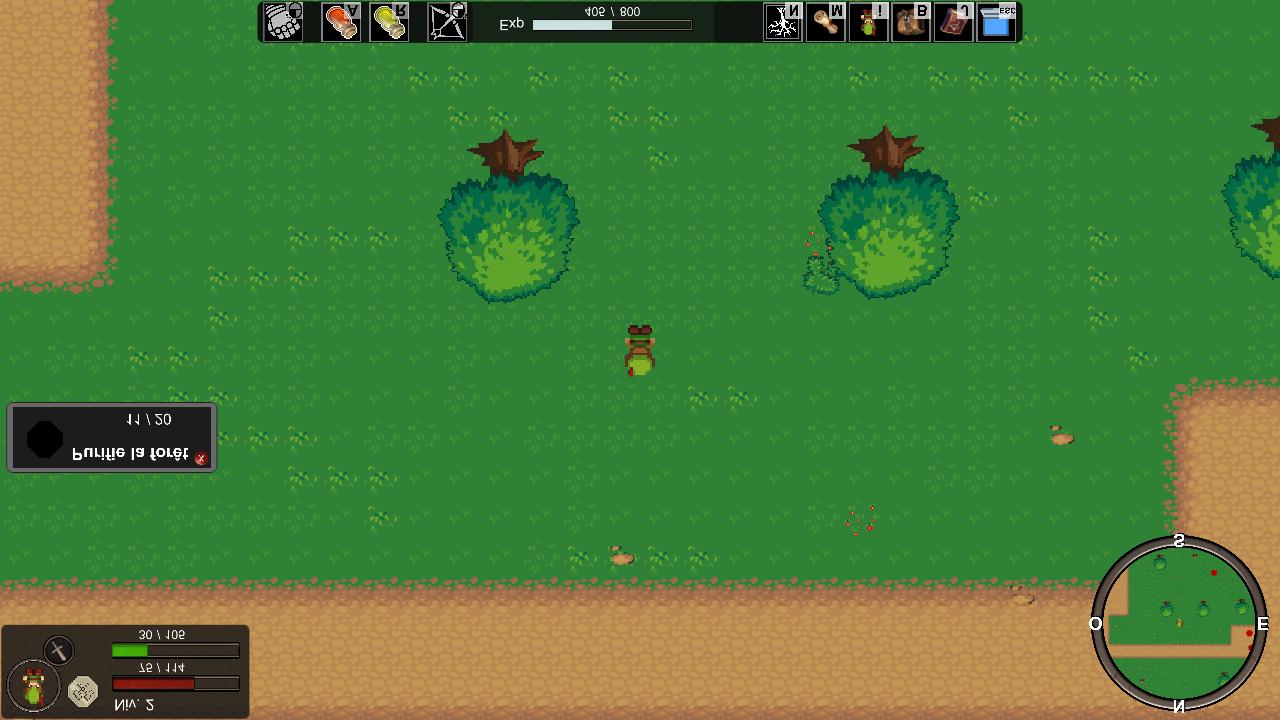 Niv. 2
75 / 114
30 / 105
N
O
E
S
Purifie la forêt
x
11 / 20
A
R
Exp
405 / 800
N
M
I
B
J
ESC